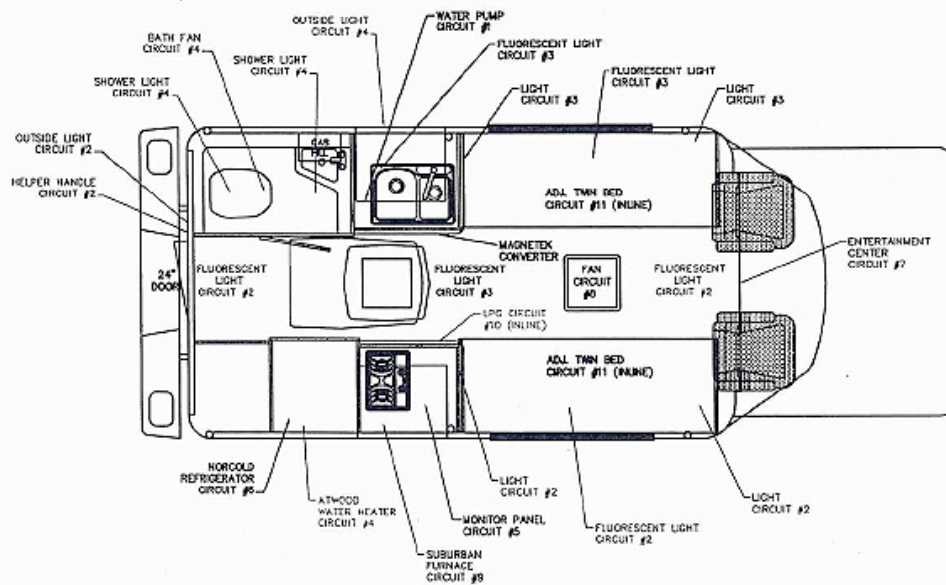 OUTSIDE LIGHT
CIRCUIT #4
WATER PUMP
CIRCUIT #1
BATH FAN
CIRCUIT #4
SHOWER LIGHT
CIRCUIT #4
FLUORESCENT LIGHT
CIRCUIT #3
SHOWER LIGHT
CIRCUIT #4
LIGHT
CIRCUIT #3
FLUORESCENT LIGHT
CIRCUIT #3
LIGHT
CIRCUIT #3
OUTSIDE LIGHT
CIRCUIT #2
HELPER HANDLE
CIRCUIT #2
GAS
ADJ. TWIN BED
CIRCUIT #11 (INLINE)
MAGNETEK
CONVERTER
ENTERTAINMENT
CENTER
CIRCUIT #7
24"
DOOR
FLUORESCENT
LIGHT
CIRCUIT #2
FLUORESCENT
LIGHT
CIRCUIT #3
FAN
CIRCUIT
FLUORESCENT
LIGHT
CIRCUIT #2
LPG CIRCUIT
#10 (INLINE)
ADJ. TWIN BED
CIRCUIT #11 (INLINE)
NORCOLD
REFRIGERATOR
CIRCUIT #6
ATWOOD
WATER HEATER
CIRCUIT #4
LIGHT
CIRCUIT #2
MONITOR PANEL
CIRCUIT #5
SUBURBAN
FURNACE
CIRCUIT #9
FLUORESCENT LIGHT
CIRCUIT #2
LIGHT
CIRCUIT #2